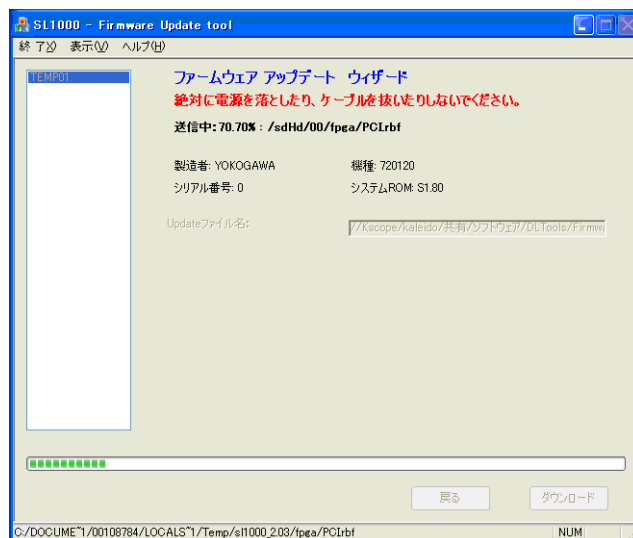 SL1000 - Firmware Update tool
終了(X) 表示(V) ヘルプ(H)
TEMP01
ファームウェア アップデート ウィザード
絶対に電源を落としたり、ケーブルを抜いたりしないでください。
送信中: 70.70% : /sdHd/00/fpga/PCI.rbf
製造者: YOKOGAWA 機種: 720120
シリアル番号: 0 システムROM: S1.80
Updateファイル名: //Kscope/kaleido/共有/ソフトウェア/DLTools/Firmw
戻る ダウンロード
C:/DOCUME~1/00108784/LOCALS~1/Temp/sl1000_2.03/fpga/PCI.rbf NUM